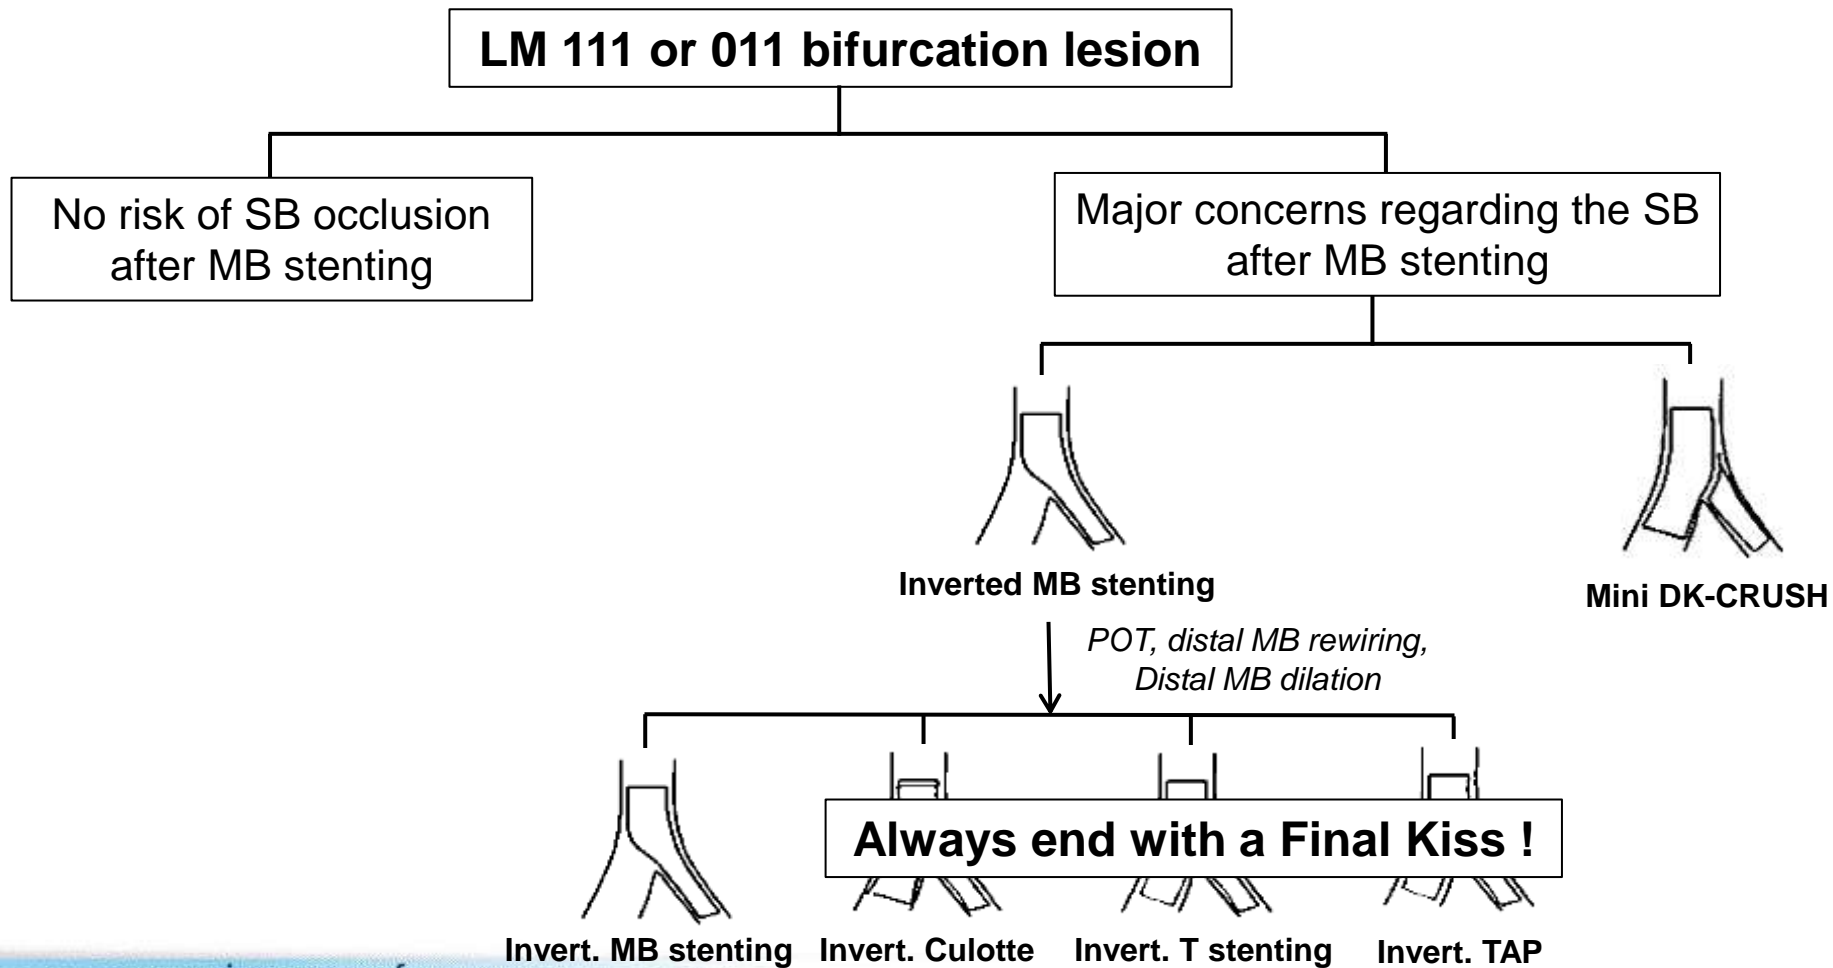 LM 111 or 011 bifurcation lesion
No risk of SB occlusion
after MB stenting
Major concerns regarding the SB
after MB stenting
Inverted MB stenting
Mini DK-CRUSH
POT, distal MB rewiring,
Distal MB dilation
Always end with a Final Kiss !
Invert. MB stenting
Invert. Culotte
Invert. T stenting
Invert. TAP